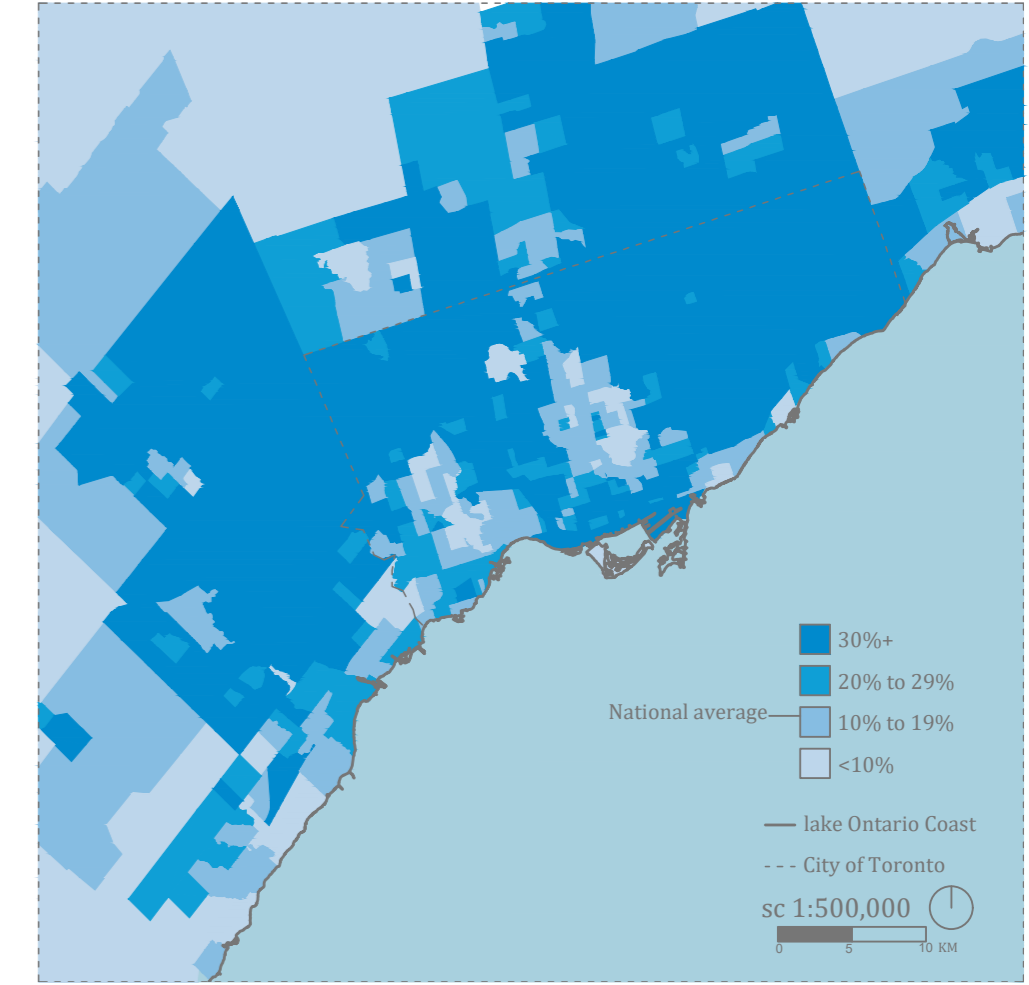 30%+
20% to 29%
National average
10% to 19%
<10%
lake Ontario Coast
City of Toronto
sc 1:500,000
0 5 10 KM